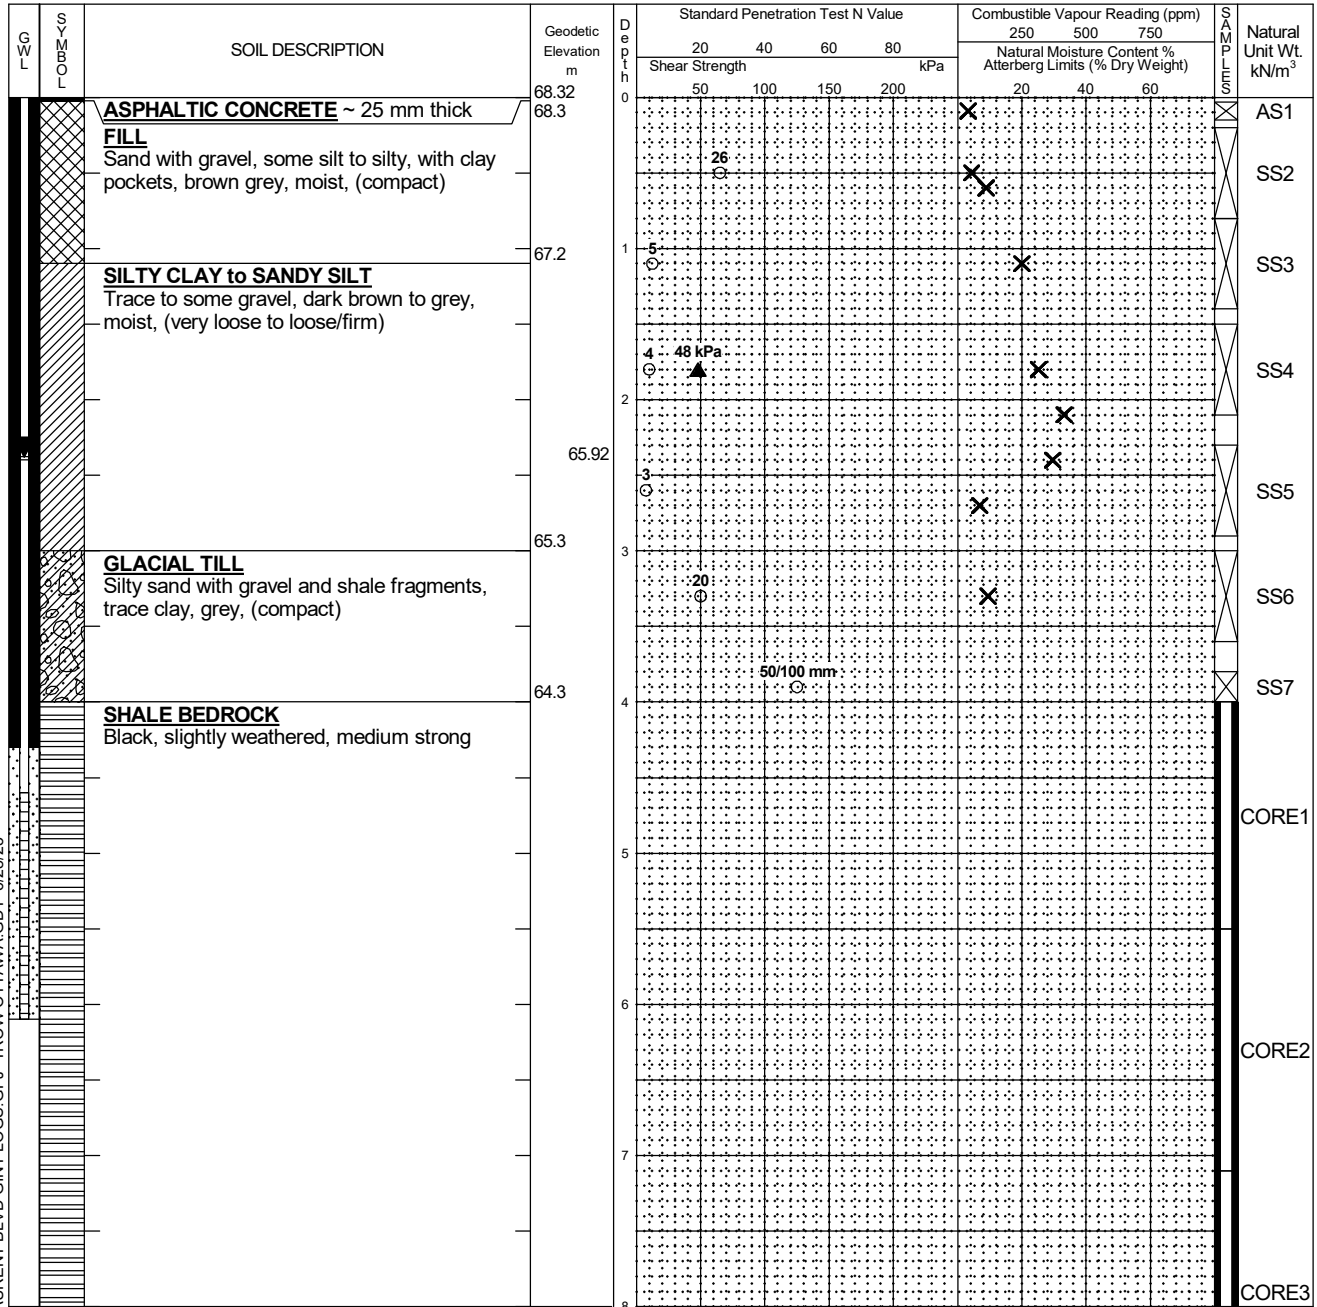 GWL
SYMBOL
SOIL DESCRIPTION
Geodetic
Elevation
m
Depth
Standard Penetration Test N Value
20 40 60 80
Shear Strength kPa
50 100 150 200
Combustible Vapour Reading (ppm)
250 500 750
Natural Moisture Content %
Atterberg Limits (% Dry Weight)
20 40 60
SAMPLES
Natural
Unit Wt.
kN/m³
68.32
0
ASPHALTIC CONCRETE ~ 25 mm thick
68.3
AS1
FILL
Sand with gravel, some silt to silty, with clay
pockets, brown grey, moist, (compact)
26
SS2
67.2
1
5
SS3
SILTY CLAY to SANDY SILT
Trace to some gravel, dark brown to grey,
moist, (very loose to loose/firm)
4
48 kPa
SS4
2
65.92
3
SS5
65.3
3
GLACIAL TILL
Silty sand with gravel and shale fragments,
trace clay, grey, (compact)
20
SS6
50/100 mm
SS7
64.3
4
SHALE BEDROCK
Black, slightly weathered, medium strong
CORE1
5
6
CORE2
7
CORE3
8